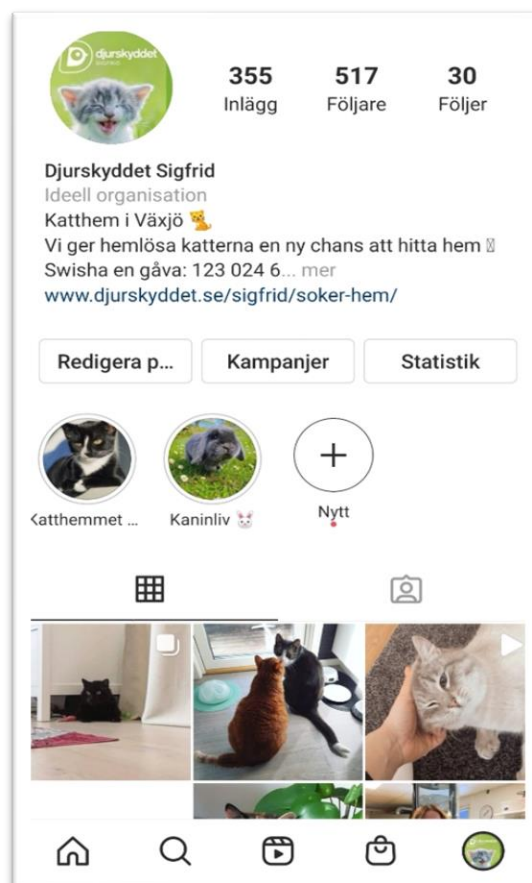 djurskyddet
355
Inlägg
517
Följare
30
Följer
Djurskyddet Sigfrid
Ideell organisation
Katthem i Växjö 🐈
Vi ger hemlösa katterna en ny chans att hitta hem
Swisha en gåva: 123 024 6... mer
www.djurskyddet.se/sigfrid/soker-hem/
Redigera p...
Kampanjer
Statistik
Katthemmet ...
Kaninliv 🐰
Nytt